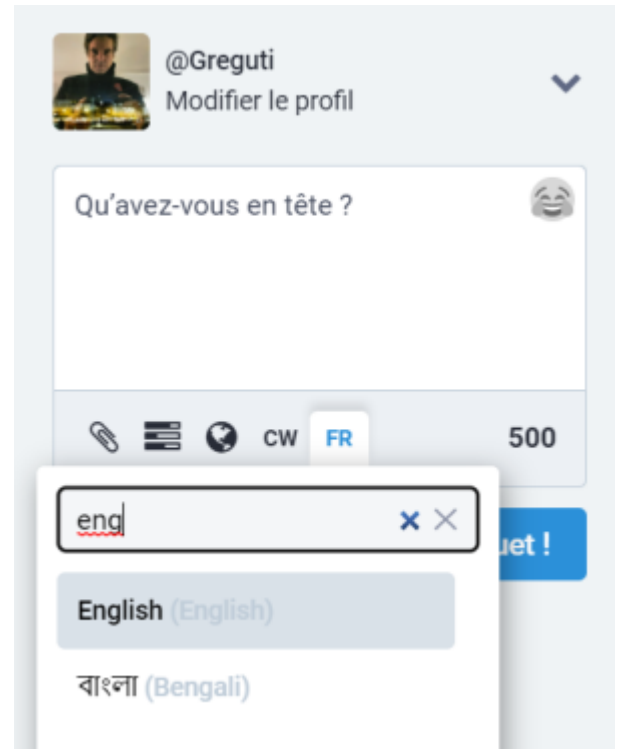 @Greguti
Modifier le profil
Qu’avez-vous en tête ?
CW FR 500
eng
uet !
English (English)
বাংলা (Bengali)